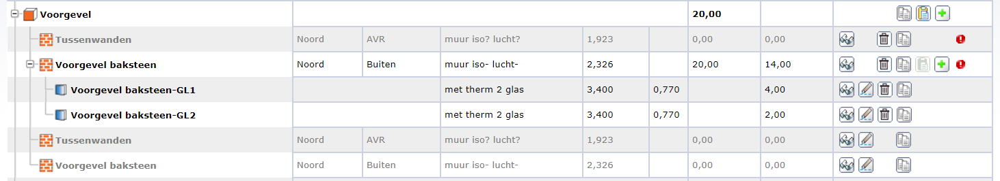 Voorgevel 20,00
Tussenwanden Noord AVR muur iso? lucht? 1,923 0,00 0,00
Voorgevel baksteen Noord Buiten muur iso- lucht- 2,326 20,00 14,00
Voorgevel baksteen-GL1 met therm 2 glas 3,400 0,770 4,00
Voorgevel baksteen-GL2 met therm 2 glas 3,400 0,770 2,00
Tussenwanden Noord AVR muur iso? lucht? 1,923 0,00 0,00
Voorgevel baksteen Noord Buiten muur iso- lucht- 2,326 0,00 0,00